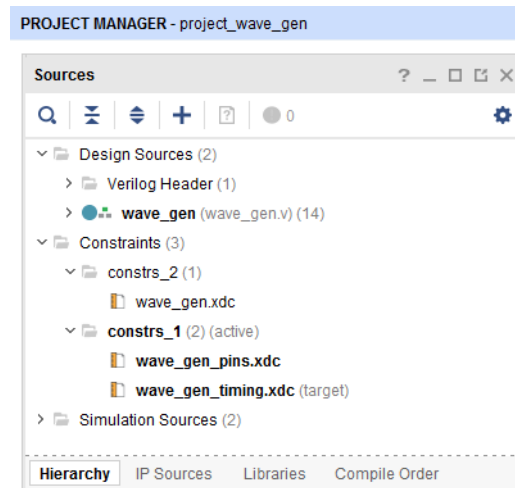 PROJECT MANAGER - project_wave_gen
Sources
0
Design Sources (2)
Verilog Header (1)
wave_gen (wave_gen.v) (14)
Constraints (3)
constrs_2 (1)
wave_gen.xdc
constrs_1 (2) (active)
wave_gen_pins.xdc
wave_gen_timing.xdc (target)
Simulation Sources (2)
Hierarchy IP Sources Libraries Compile Order